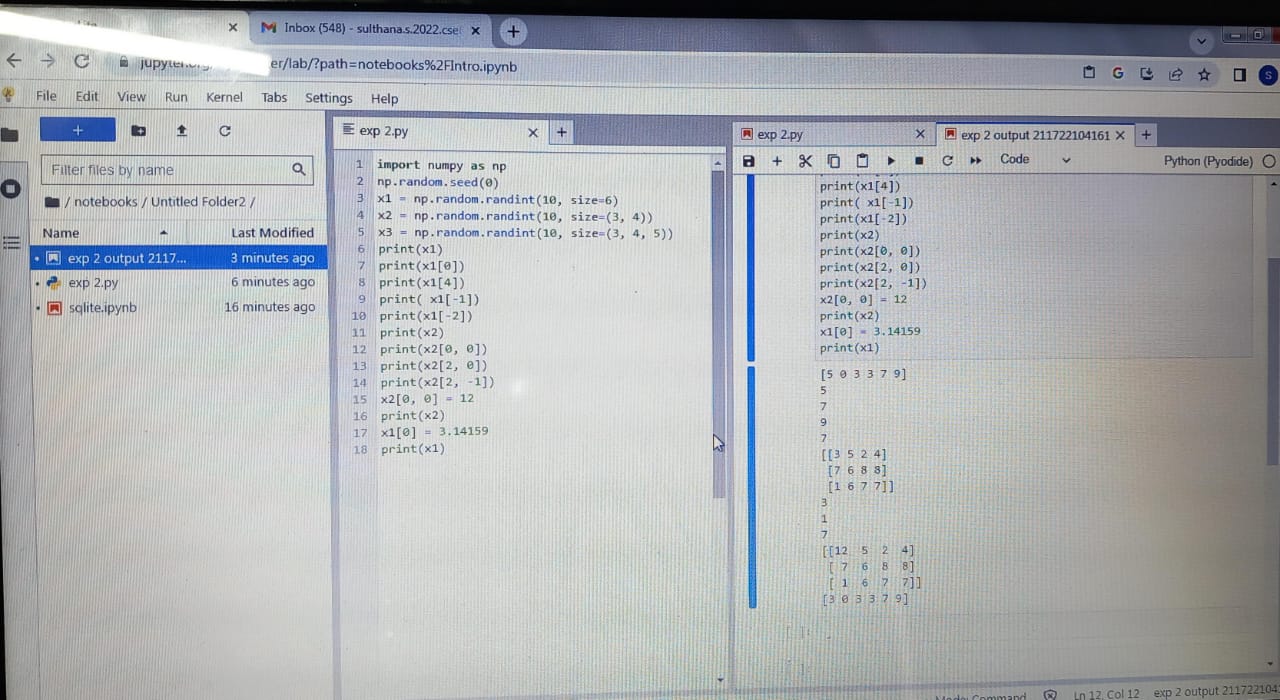 Inbox (548) - sulthana.s.2022.cse
er/lab/?path=notebooks%2FIntro.ipynb
File Edit View Run Kernel Tabs Settings Help
Filter files by name
/ notebooks / Untitled Folder2 /
Name Last Modified
exp 2 output 2117... 3 minutes ago
exp 2.py 6 minutes ago
sqlite.ipynb 16 minutes ago
exp 2.py
1 import numpy as np
2 np.random.seed(0)
3 x1 = np.random.randint(10, size=6)
4 x2 = np.random.randint(10, size=(3, 4))
5 x3 = np.random.randint(10, size=(3, 4, 5))
6 print(x1)
7 print(x1[0])
8 print(x1[4])
9 print( x1[-1])
10 print(x1[-2])
11 print(x2)
12 print(x2[0, 0])
13 print(x2[2, 0])
14 print(x2[2, -1])
15 x2[0, 0] = 12
16 print(x2)
17 x1[0] = 3.14159
18 print(x1)
exp 2.py
exp 2 output 211722104161
Code
Python (Pyodide)
print(x1[4])
print( x1[-1])
print(x1[-2])
print(x2)
print(x2[0, 0])
print(x2[2, 0])
print(x2[2, -1])
x2[0, 0] = 12
print(x2)
x1[0] = 3.14159
print(x1)
[5 0 3 3 7 9]
5
7
9
7
[[3 5 2 4]
[7 6 8 8]
[1 6 7 7]]
3
1
7
[[12 5 2 4]
[ 7 6 8 8]
[ 1 6 7 7]]
[3 0 3 3 7 9]
[ ]:
Mode: Command Ln 12, Col 12 exp 2 output 211722104